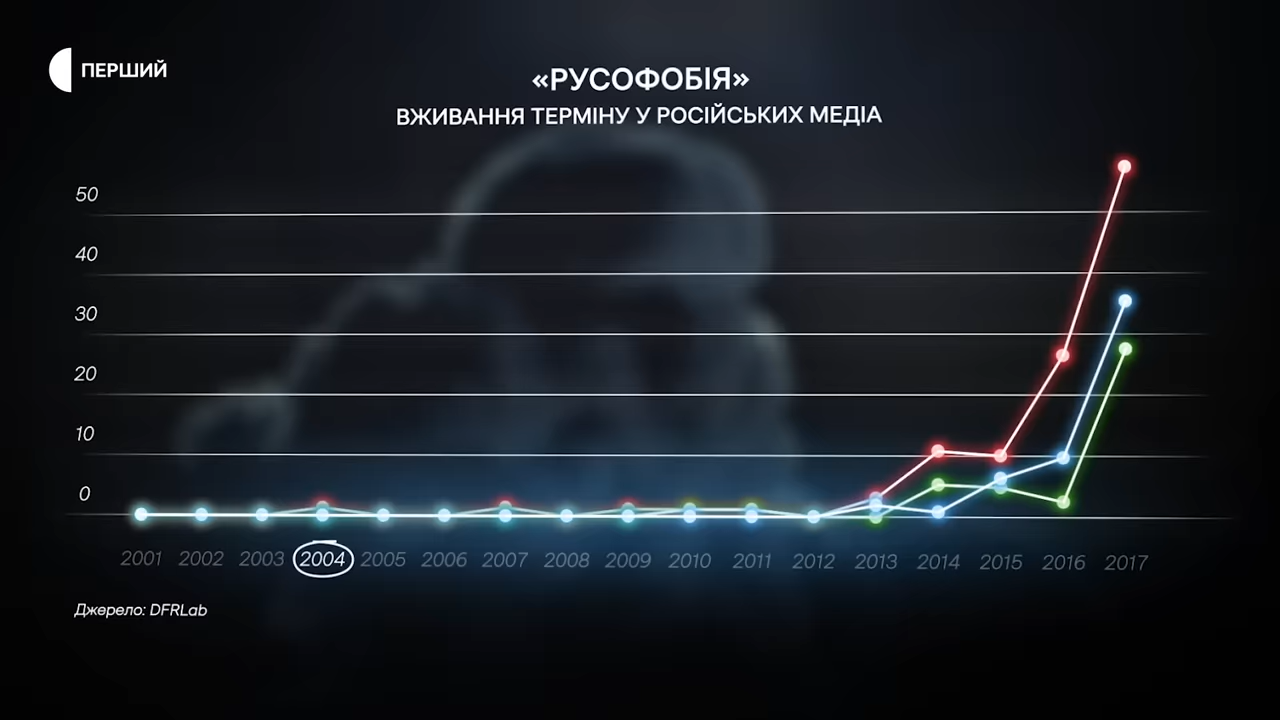 ПЕРШИЙ
«РУСОФОБІЯ»
ВЖИВАННЯ ТЕРМІНУ У РОСІЙСЬКИХ МЕДІА
50
40
30
20
10
0
2001 2002 2003 2004 2005 2006 2007 2008 2009 2010 2011 2012 2013 2014 2015 2016 2017
Джерело: DFRLab